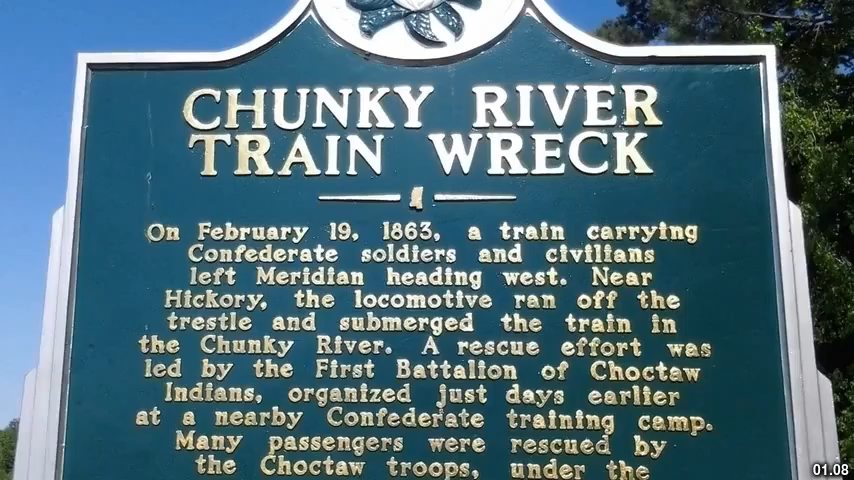 CHUNKY RIVER
TRAIN WRECK
On February 19, 1863, a train carrying
Confederate soldiers and civilians
left Meridian heading west. Near
Hickory, the locomotive ran off the
trestle and submerged the train in
the Chunky River. A rescue effort was
led by the First Battalion of Choctaw
Indians, organized just days earlier
at a nearby Confederate training camp.
Many passengers were rescued by
the Choctaw troops, under the
01.08